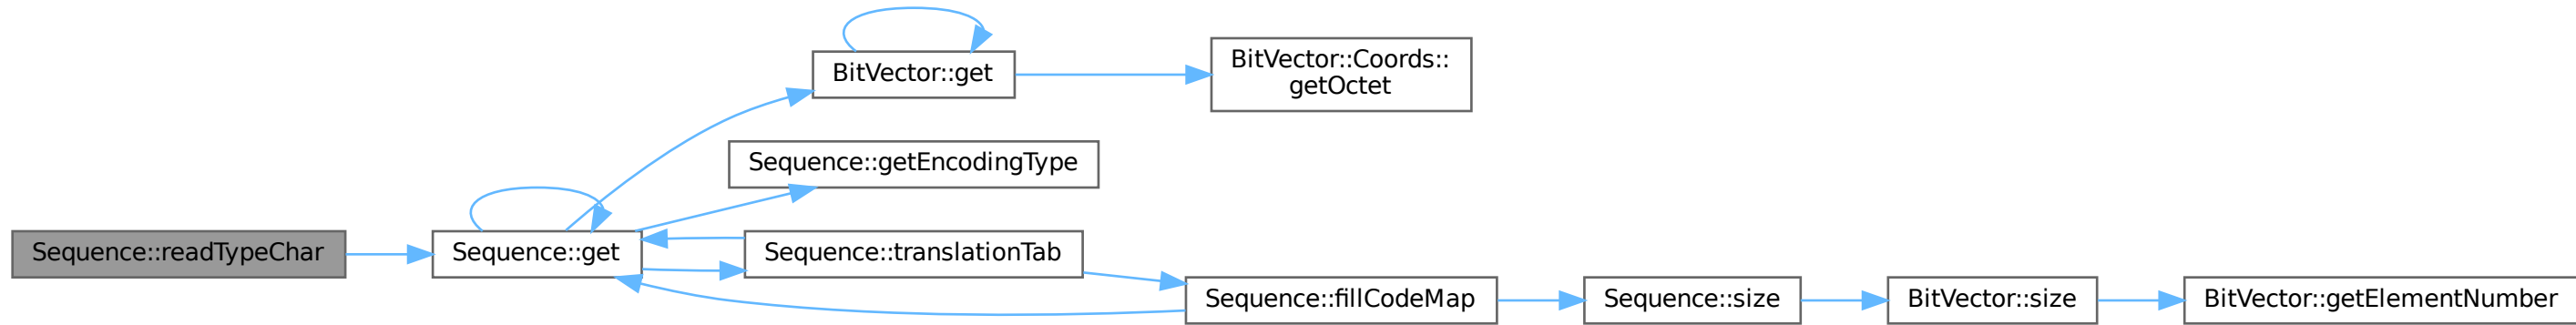 BitVector::get
BitVector::Coords::
getOctet
Sequence::getEncodingType
Sequence::readTypeChar
Sequence::get
Sequence::translationTab
Sequence::fillCodeMap
Sequence::size
BitVector::size
BitVector::getElementNumber